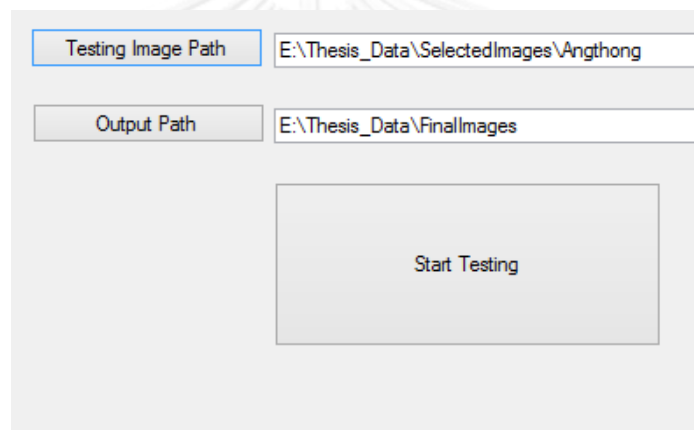 Testing Image Path E:\Thesis_Data\SelectedImages\Angthong
Output Path E:\Thesis_Data\FinalImages
Start Testing